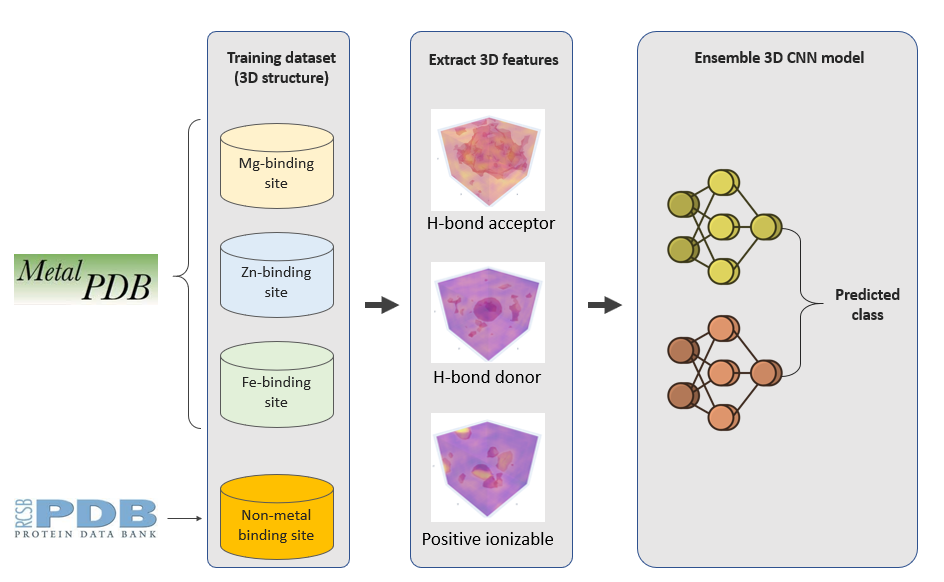 Training dataset
(3D structure)
Mg-binding
site
Zn-binding
site
Fe-binding
site
Non-metal
binding site
Metal
PDB
RCSB
PDB
PROTEIN DATA BANK
Extract 3D features
H-bond acceptor
H-bond donor
Positive ionizable
Ensemble 3D CNN model
Predicted
class